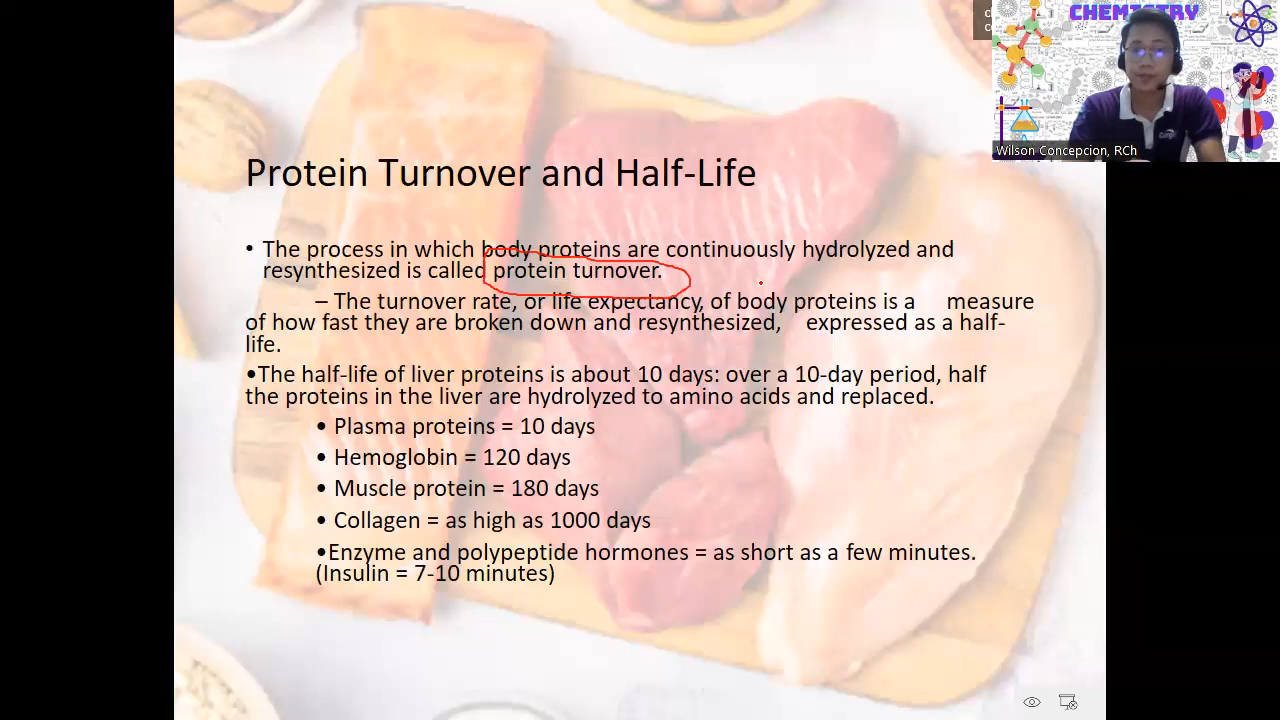 CHEMISTRY
Wilson Concepcion, RCh
Protein Turnover and Half-Life
• The process in which body proteins are continuously hydrolyzed and
resynthesized is called protein turnover.
– The turnover rate, or life expectancy, of body proteins is a measure
of how fast they are broken down and resynthesized, expressed as a half-
life.
•The half-life of liver proteins is about 10 days: over a 10-day period, half
the proteins in the liver are hydrolyzed to amino acids and replaced.
• Plasma proteins = 10 days
• Hemoglobin = 120 days
• Muscle protein = 180 days
• Collagen = as high as 1000 days
•Enzyme and polypeptide hormones = as short as a few minutes.
(Insulin = 7-10 minutes)